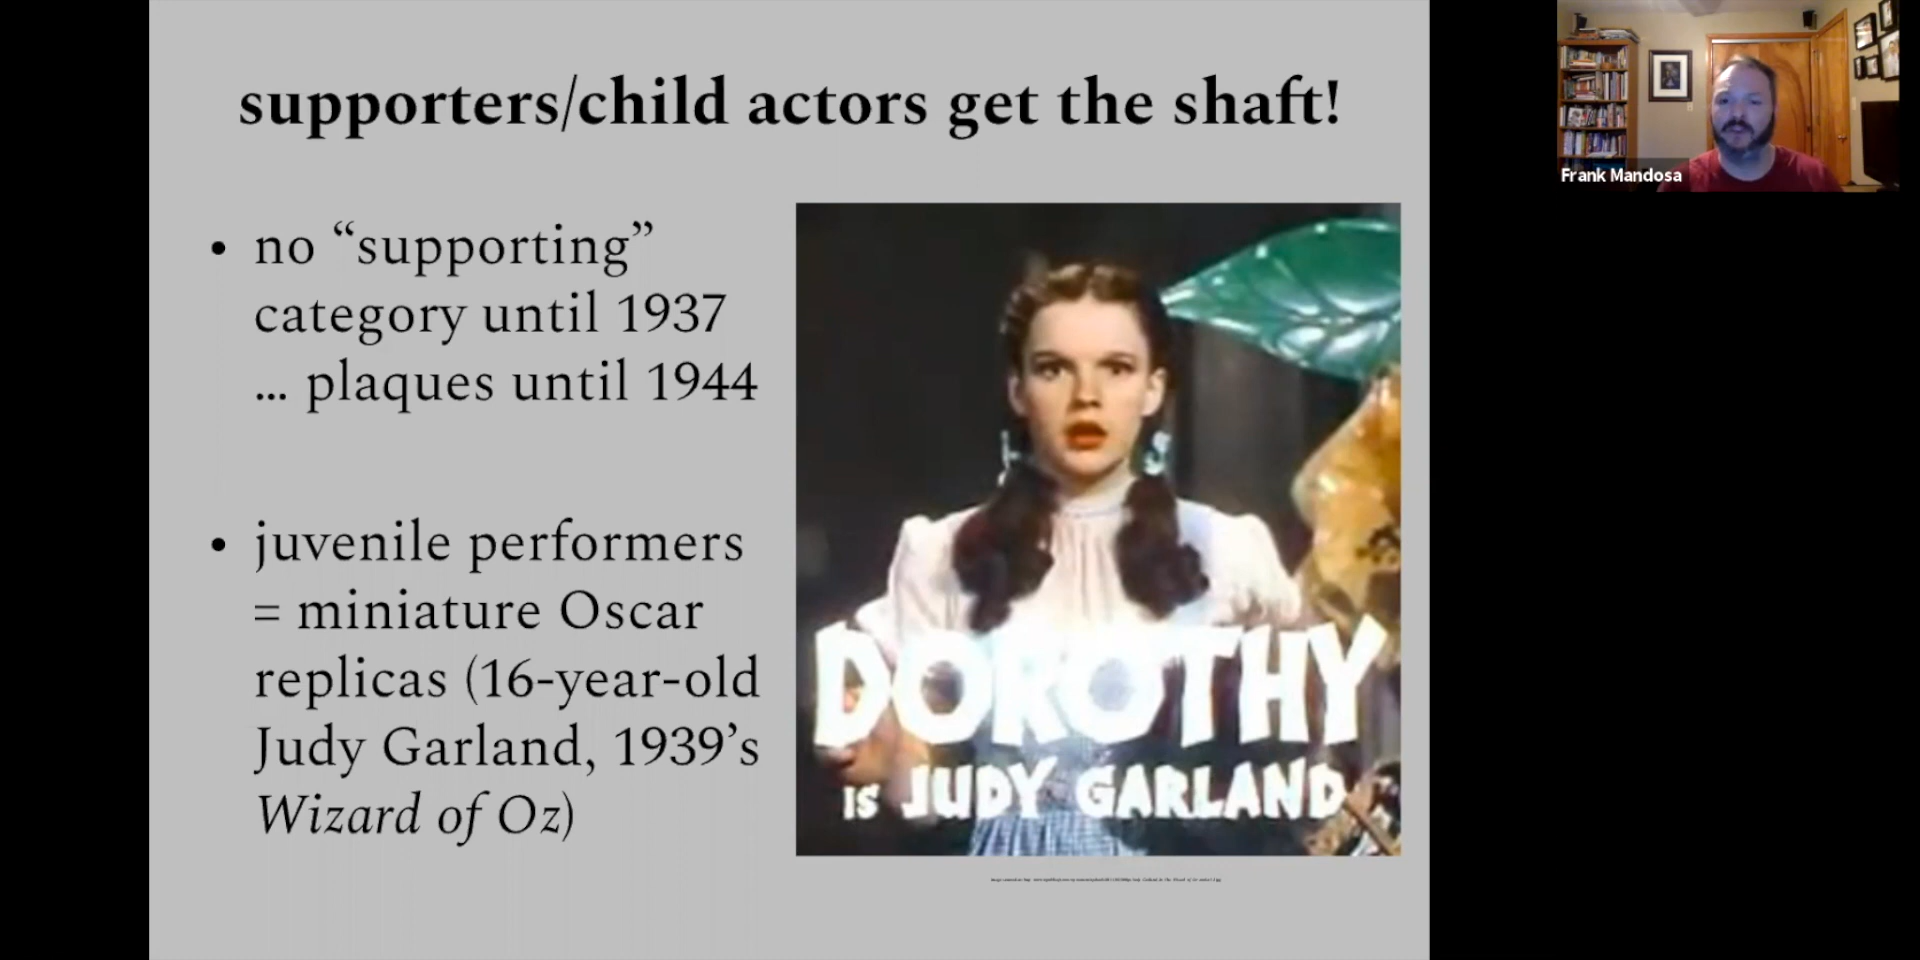 supporters/child actors get the shaft!
• no “supporting”
category until 1937
... plaques until 1944
• juvenile performers
= miniature Oscar
replicas (16-year-old
Judy Garland, 1939’s
Wizard of Oz)
DOROTHY
IS JUDY GARLAND
Frank Mandosa